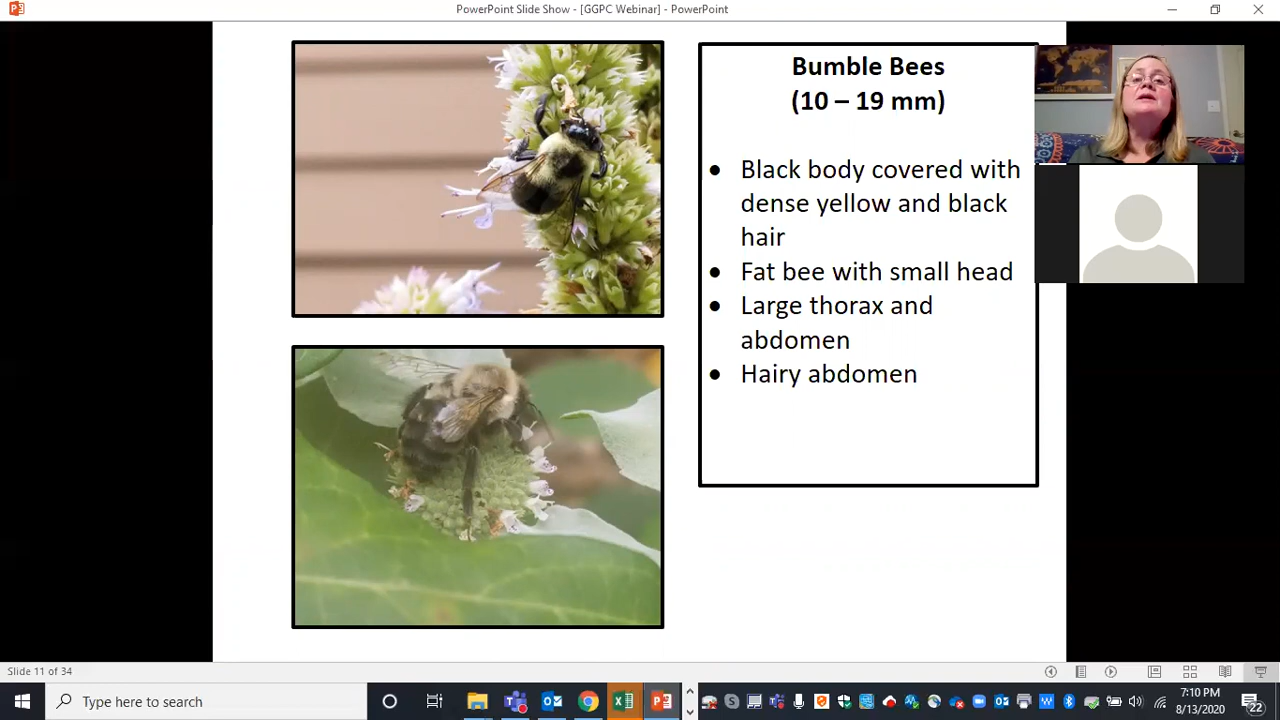 PowerPoint Slide Show - [GGPC Webinar] - PowerPoint
Bumble Bees
(10 – 19 mm)
• Black body covered with
dense yellow and black
hair
• Fat bee with small head
• Large thorax and
abdomen
• Hairy abdomen
Slide 11 of 34
Type here to search
7:10 PM
8/13/2020
22